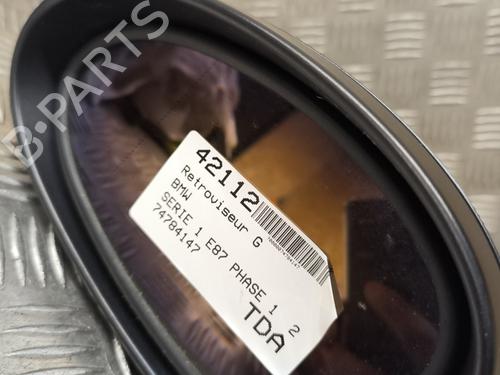 B-PARTS
42112
Retroviseur G
BMW
SERIE 1 E87 PHASE 1 2
74784147
TDA